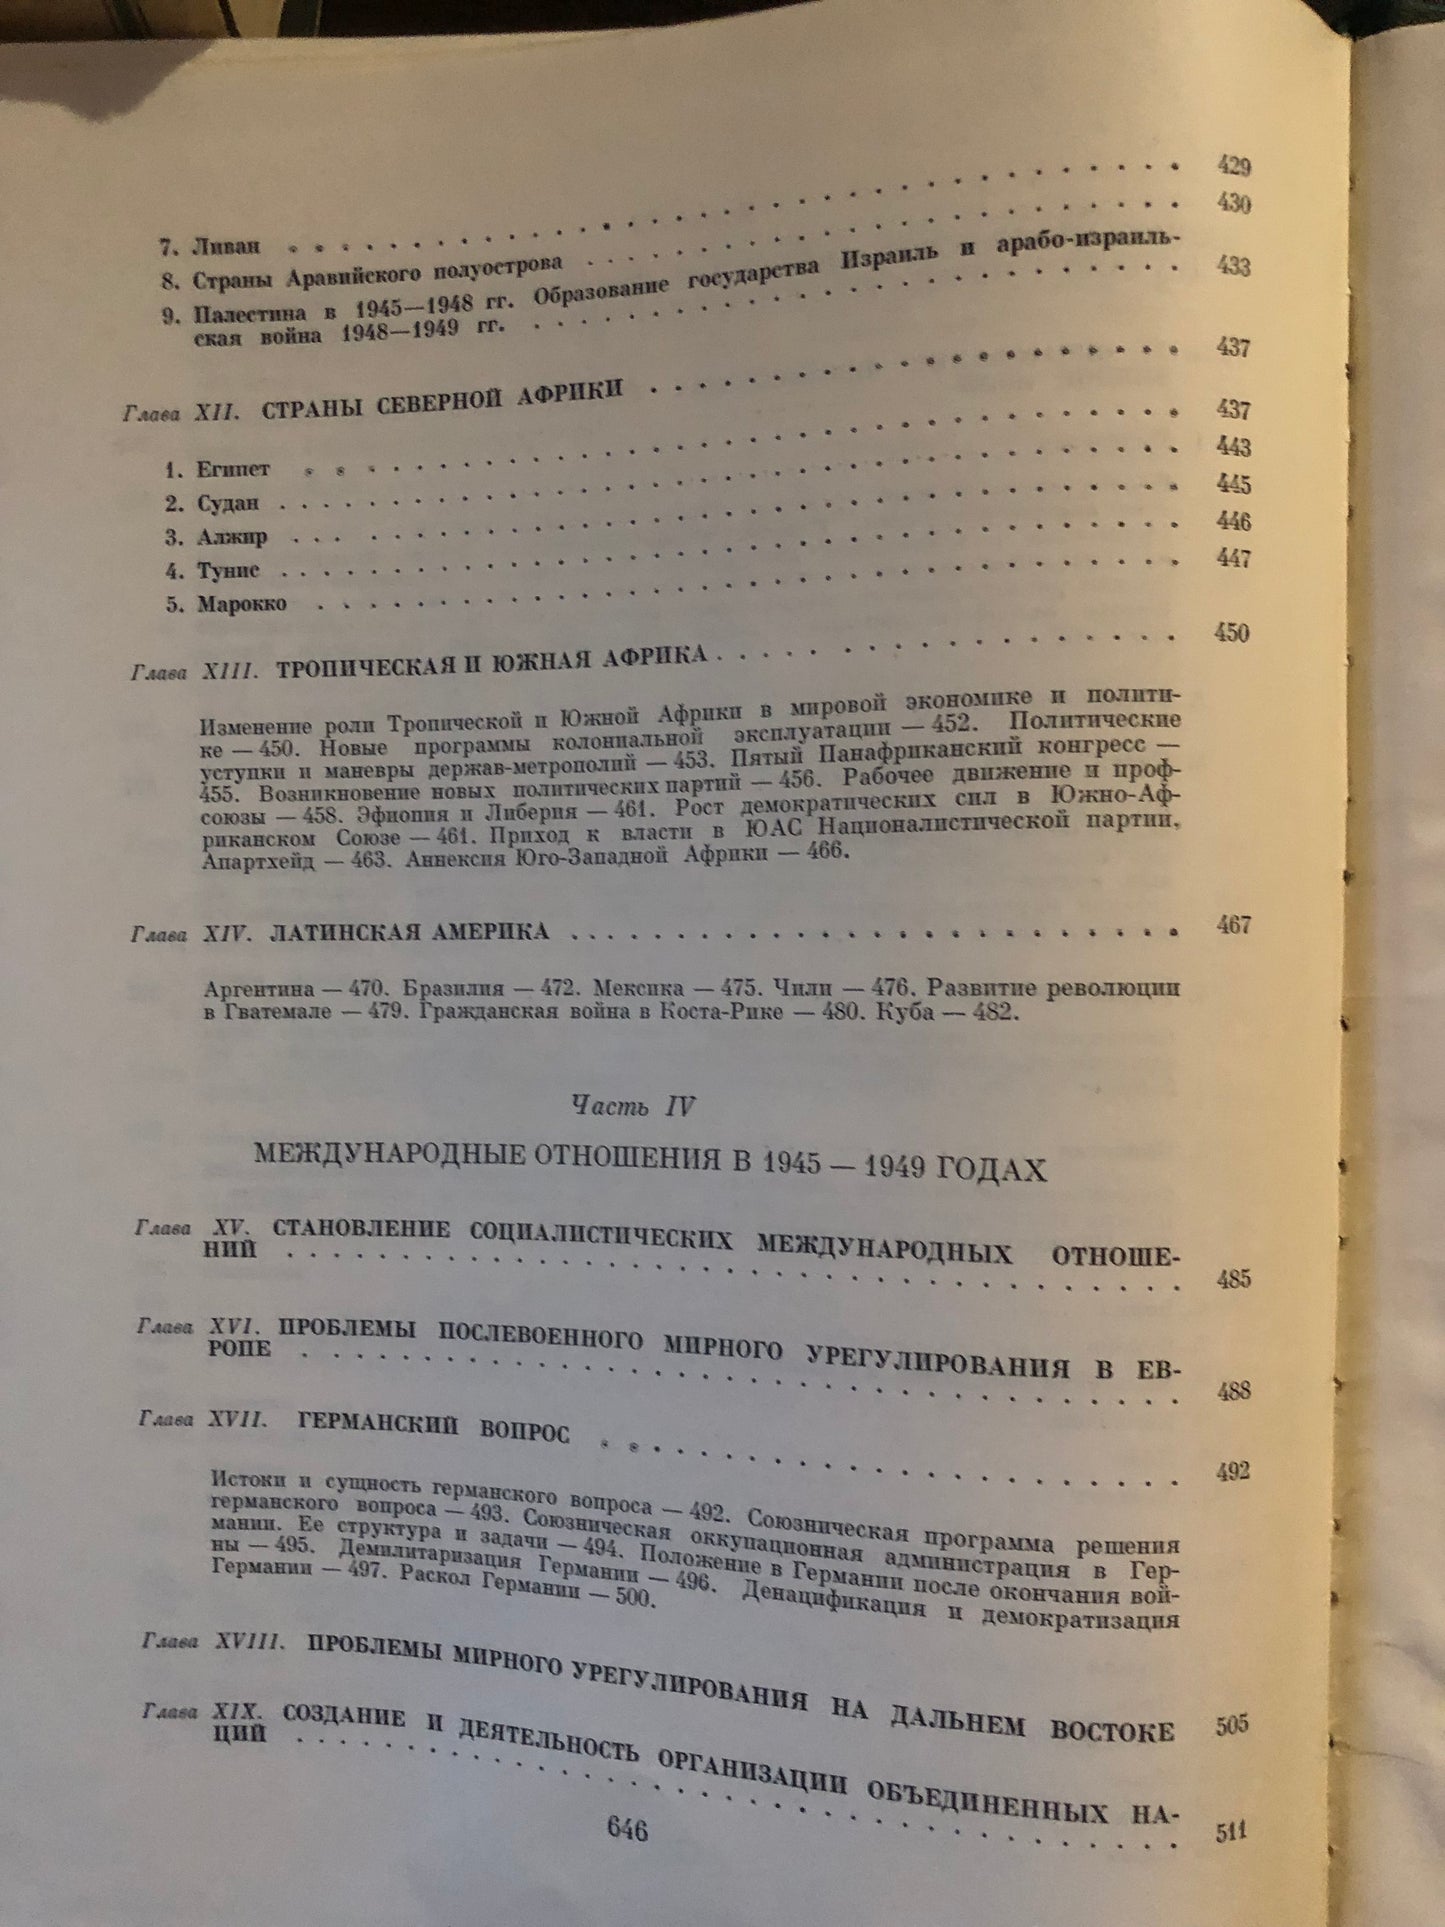 7. Ливан . . . . . . . . . . . . . . . . . . . . . . . . . . . . . . 429
8. Страны Аравийского полуострова . . . . . . . . . . . . . . . . . . . . 430
9. Палестина в 1945—1948 гг. Образование государства Израиль и арабо-израиль-
ская война 1948—1949 гг. . . . . . . . . . . . . . . . . . . . . . . . 433
Глава XII. СТРАНЫ СЕВЕРНОЙ АФРИКИ . . . . . . . . . . . . . . . . . . . 437
1. Египет . . . . . . . . . . . . . . . . . . . . . . . . . . . . . . 437
2. Судан . . . . . . . . . . . . . . . . . . . . . . . . . . . . . . 443
3. Алжир . . . . . . . . . . . . . . . . . . . . . . . . . . . . . . 445
4. Тунис . . . . . . . . . . . . . . . . . . . . . . . . . . . . . . 446
5. Марокко . . . . . . . . . . . . . . . . . . . . . . . . . . . . . 447
Глава XIII. ТРОПИЧЕСКАЯ И ЮЖНАЯ АФРИКА . . . . . . . . . . . . . . . . 450
Изменение роли Тропической и Южной Африки в мировой экономике и полити-
ке — 450. Новые программы колониальной эксплуатации — 452. Политические
уступки и маневры держав-метрополий — 453. Пятый Панафриканский конгресс —
455. Возникновение новых политических партий — 456. Рабочее движение и проф-
союзы — 458. Эфиопия и Либерия — 461. Рост демократических сил в Южно-Аф-
риканском Союзе — 461. Приход к власти в ЮАС Националистической партии.
Апартхейд — 463. Аннексия Юго-Западной Африки — 466.
Глава XIV. ЛАТИНСКАЯ АМЕРИКА . . . . . . . . . . . . . . . . . . . . . 467
Аргентина — 470. Бразилия — 472. Мексика — 475. Чили — 476. Развитие революции
в Гватемале — 479. Гражданская война в Коста-Рике — 480. Куба — 482.
Часть IV
МЕЖДУНАРОДНЫЕ ОТНОШЕНИЯ В 1945 — 1949 ГОДАХ
Глава XV. СТАНОВЛЕНИЕ СОЦИАЛИСТИЧЕСКИХ МЕЖДУНАРОДНЫХ ОТНОШЕ-
НИЙ . . . . . . . . . . . . . . . . . . . . . . . . . . . . . . . 485
Глава XVI. ПРОБЛЕМЫ ПОСЛЕВОЕННОГО МИРНОГО УРЕГУЛИРОВАНИЯ В ЕВ-
РОПЕ . . . . . . . . . . . . . . . . . . . . . . . . . . . . . . . 488
Глава XVII. ГЕРМАНСКИЙ ВОПРОС . . . . . . . . . . . . . . . . . . . . . 492
Истоки и сущность германского вопроса — 492. Союзническая программа решения
германского вопроса — 493. Союзническая оккупационная администрация в Гер-
мании. Ее структура и задачи — 494. Положение в Германии после окончания вой-
ны — 495. Демилитаризация Германии — 496. Денацификация и демократизация
Германии — 497. Раскол Германии — 500.
Глава XVIII. ПРОБЛЕМЫ МИРНОГО УРЕГУЛИРОВАНИЯ НА ДАЛЬНЕМ ВОСТОКЕ 505
Глава XIX. СОЗДАНИЕ И ДЕЯТЕЛЬНОСТЬ ОРГАНИЗАЦИИ ОБЪЕДИНЕННЫХ НА-
ЦИЙ . . . . . . . . . . . . . . . . . . . . . . . . . . . . . . . 511
646